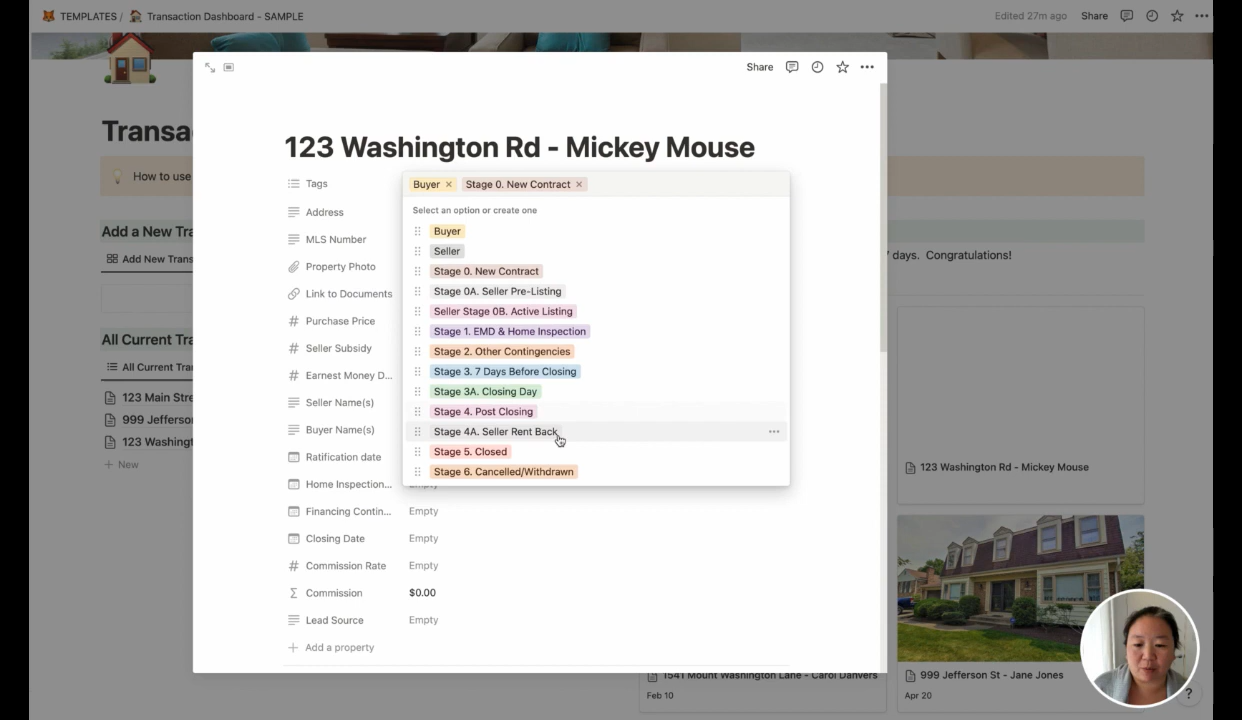 TEMPLATES / Transaction Dashboard - SAMPLE
Edited 27m ago Share
Share
Transa
123 Washington Rd - Mickey Mouse
How to use
Tags
Buyer × Stage 0. New Contract ×
Select an option or create one
Buyer
Seller
Stage 0. New Contract
Stage 0A. Seller Pre-Listing
Seller Stage 0B. Active Listing
Stage 1. EMD & Home Inspection
Stage 2. Other Contingencies
Stage 3. 7 Days Before Closing
Stage 3A. Closing Day
Stage 4. Post Closing
Stage 4A. Seller Rent Back
Stage 5. Closed
Stage 6. Cancelled/Withdrawn
Address
MLS Number
Property Photo
Link to Documents
Purchase Price
Seller Subsidy
Earnest Money D...
Seller Name(s)
Buyer Name(s)
Ratification date
Home Inspection...
Financing Contin... Empty
Closing Date Empty
Commission Rate Empty
Commission $0.00
Lead Source Empty
+ Add a property
Add a New Tra
Add New Trans
All Current Tra
All Current Tra
123 Main Stre
999 Jefferso
123 Washingt
+ New
7 days. Congratulations!
123 Washington Rd - Mickey Mouse
1541 Mount Washington Lane - Carol Danvers
Feb 10
999 Jefferson St - Jane Jones
Apr 20
?